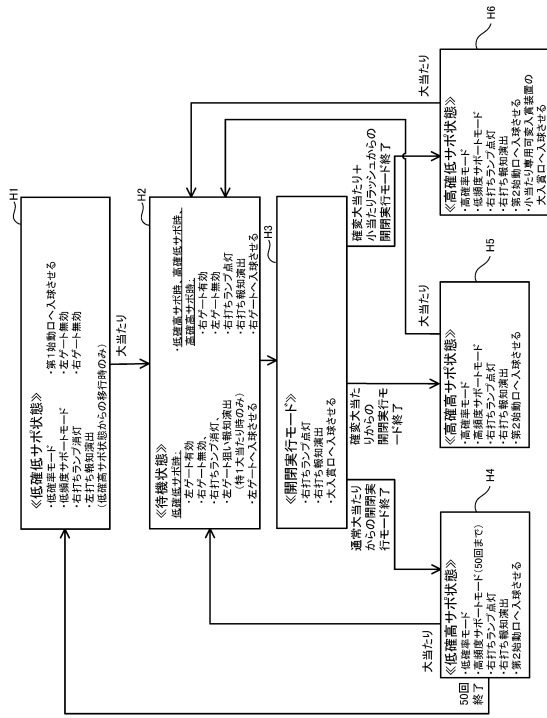 H1
≪低確低サポ状態≫
・低確率モード
・低頻度サポートモード
・右打ちランプ消灯
・左打ち報知演出
(低確高サポ状態からの移行時のみ)
・第1始動口へ入球させる
・左ゲート無効
・右ゲート無効
大当たり
H2
≪待機状態≫
低確低サポ時：
・左ゲート有効
・右ゲート無効、
・右打ちランプ消灯、
・左ゲート狙い報知演出
(特1大当たり時のみ)
・左ゲートへ入球させる
・低確高サポ時、高確低サポ時、
高確高サポ時：
・右ゲート有効
・左ゲート無効
・右打ちランプ点灯
・右打ち報知演出
・右ゲートへ入球させる
H3
≪開閉実行モード≫
・右打ちランプ点灯
・右打ち報知演出
・大入賞口へ入球させる
通常大当たり
からの開閉実
行モード終了
確変大当た
りからの
開閉実行モ
ード終了
確変大当たり＋
小当たりラッシュからの
開閉実行モード終了
大当たり
50回
終了
H4
≪低確高サポ状態≫
・低確率モード
・高頻度サポートモード(50回まで)
・右打ちランプ点灯
・右打ち報知演出
・第2始動口へ入球させる
大当たり
H5
≪高確高サポ状態≫
・高確率モード
・高頻度サポートモード
・右打ちランプ点灯
・右打ち報知演出
・第2始動口へ入球させる
大当たり
H6
≪高確低サポ状態≫
・高確率モード
・低頻度サポートモード
・右打ちランプ点灯
・右打ち報知演出
・第2始動口へ入球させる
・小当たり専用可変入賞装置の
大入賞口へ入球させる